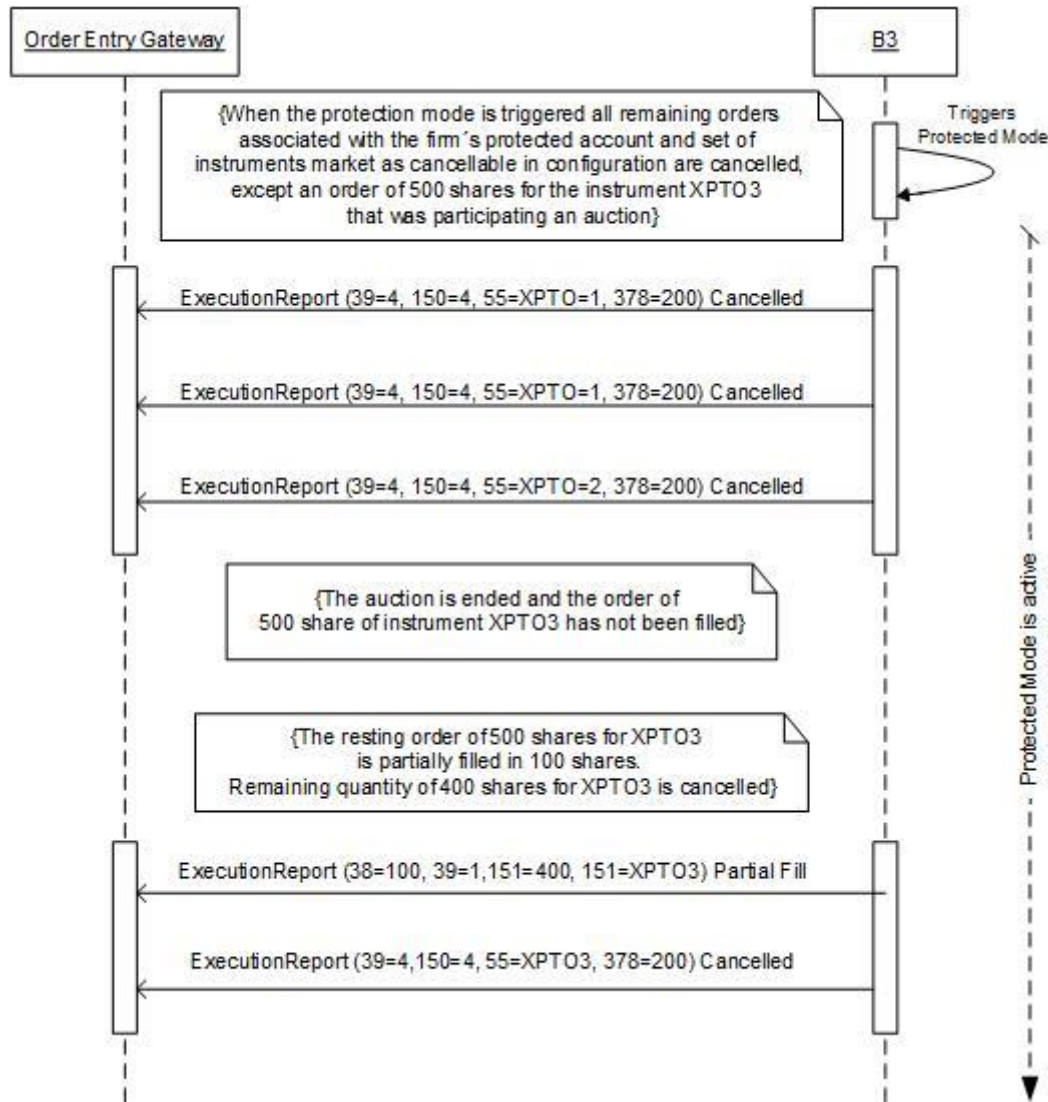 Order Entry Gateway
B3
{When the protection mode is triggered all remaining orders
associated with the firm´s protected account and set of
instruments market as cancellable in configuration are cancelled,
except an order of 500 shares for the instrument XPTO3
that was participating an auction}
Triggers
Protected Mode
ExecutionReport (39=4, 150=4, 55=XPTO=1, 378=200) Cancelled
ExecutionReport (39=4, 150=4, 55=XPTO=1, 378=200) Cancelled
ExecutionReport (39=4, 150=4, 55=XPTO=2, 378=200) Cancelled
{The auction is ended and the order of
500 share of instrument XPTO3 has not been filled}
Protected Mode is active
{The resting order of 500 shares for XPTO3
is partially filled in 100 shares.
Remaining quantity of 400 shares for XPTO3 is cancelled}
ExecutionReport (38=100, 39=1,151=400, 151=XPTO3) Partial Fill
ExecutionReport (39=4,150=4, 55=XPTO3, 378=200) Cancelled